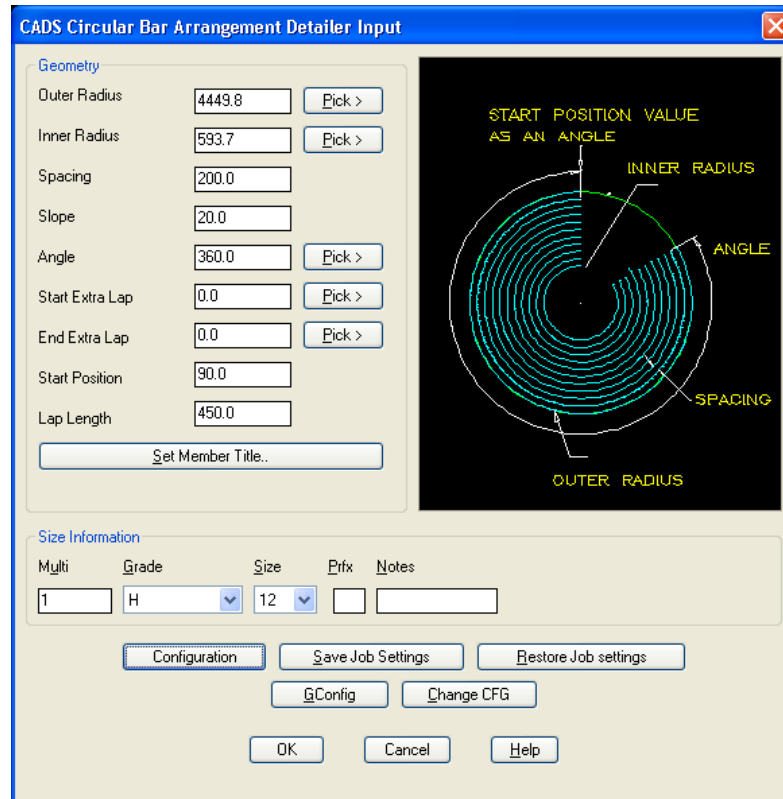 CADS Circular Bar Arrangement Detailer Input
Geometry
Outer Radius 4449.8 Pick >
Inner Radius 593.7 Pick >
Spacing 200.0
Slope 20.0
Angle 360.0 Pick >
Start Extra Lap 0.0 Pick >
End Extra Lap 0.0 Pick >
Start Position 90.0
Lap Length 450.0
Set Member Title..
START POSITION VALUE
AS AN ANGLE
INNER RADIUS
ANGLE
SPACING
OUTER RADIUS
Size Information
Multi Grade Size Prfx Notes
1 H 12
Configuration Save Job Settings Restore Job settings
GConfig Change CFG
OK Cancel Help